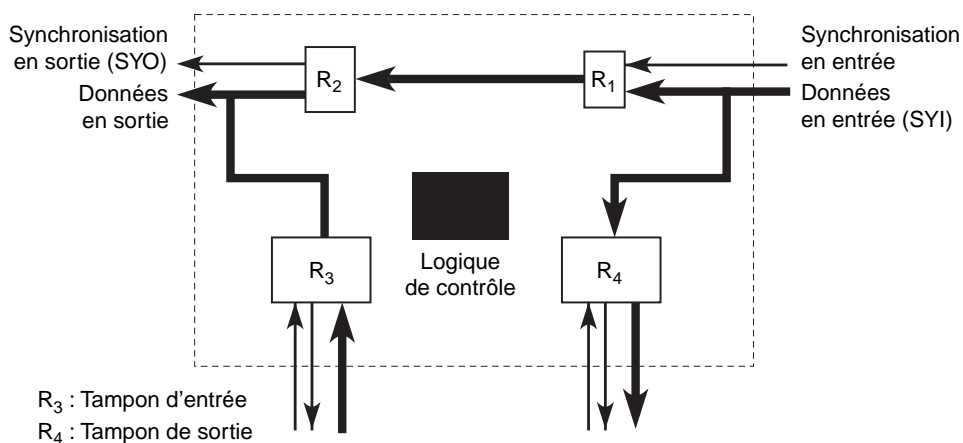 Synchronisation
en sortie (SYO)
Données
en sortie
R2
R1
Synchronisation
en entrée
Données
en entrée (SYI)
R3
Logique
de contrôle
R4
R3 : Tampon d'entrée
R4 : Tampon de sortie